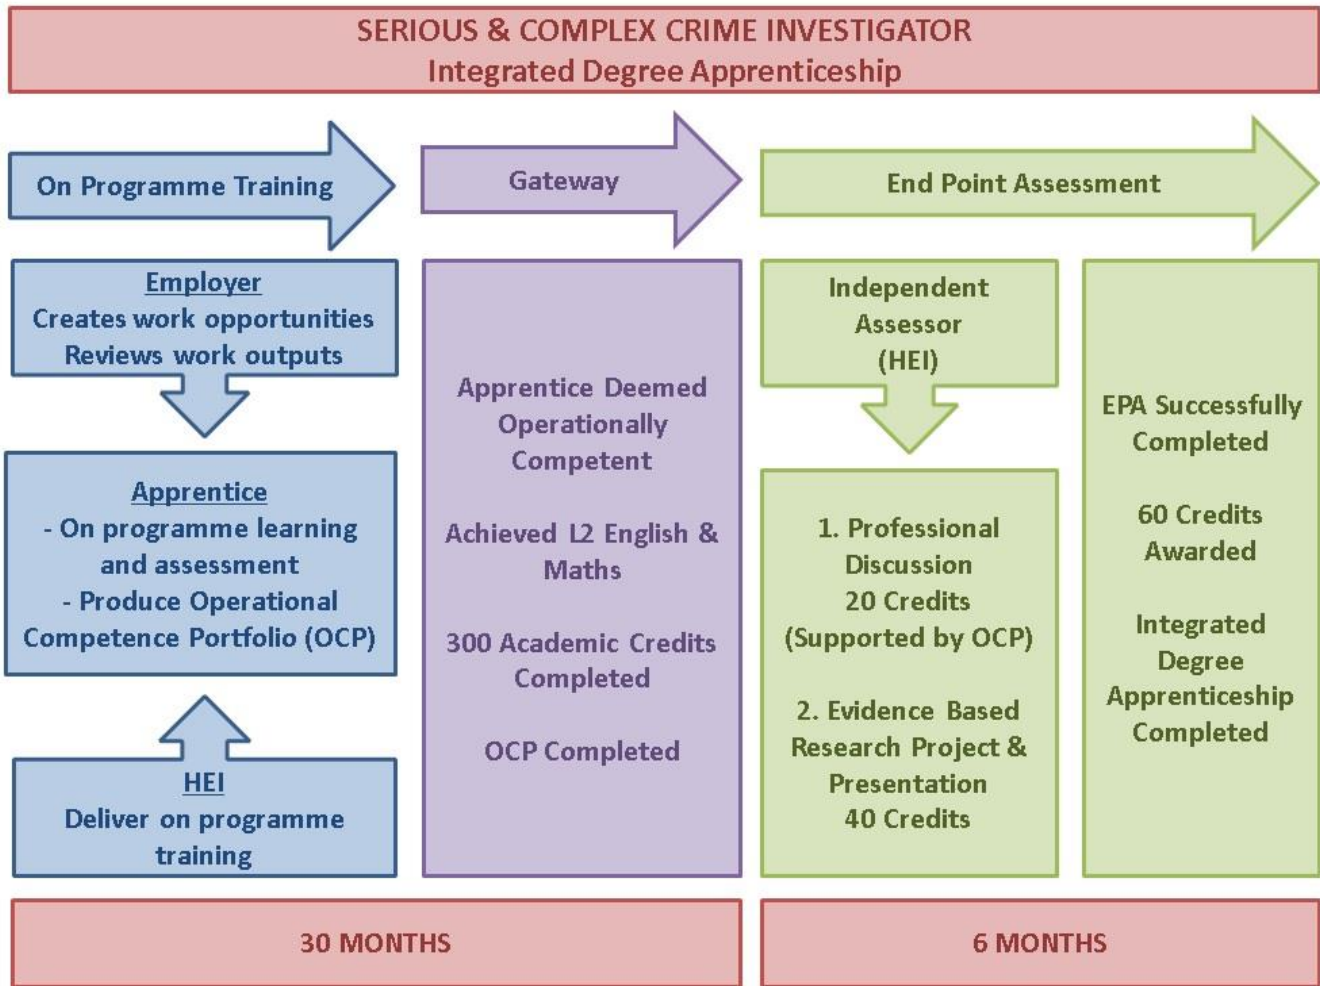 SERIOUS & COMPLEX CRIME INVESTIGATOR
Integrated Degree Apprenticeship
On Programme Training
Gateway
End Point Assessment
Employer
Creates work opportunities
Reviews work outputs
Apprentice
- On programme learning
and assessment
- Produce Operational
Competence Portfolio (OCP)
HEI
Deliver on programme
training
Apprentice Deemed
Operationally
Competent
Achieved L2 English &
Maths
300 Academic Credits
Completed
OCP Completed
Independent
Assessor
(HEI)
1. Professional
Discussion
20 Credits
(Supported by OCP)
2. Evidence Based
Research Project &
Presentation
40 Credits
EPA Successfully
Completed
60 Credits
Awarded
Integrated
Degree
Apprenticeship
Completed
30 MONTHS
6 MONTHS